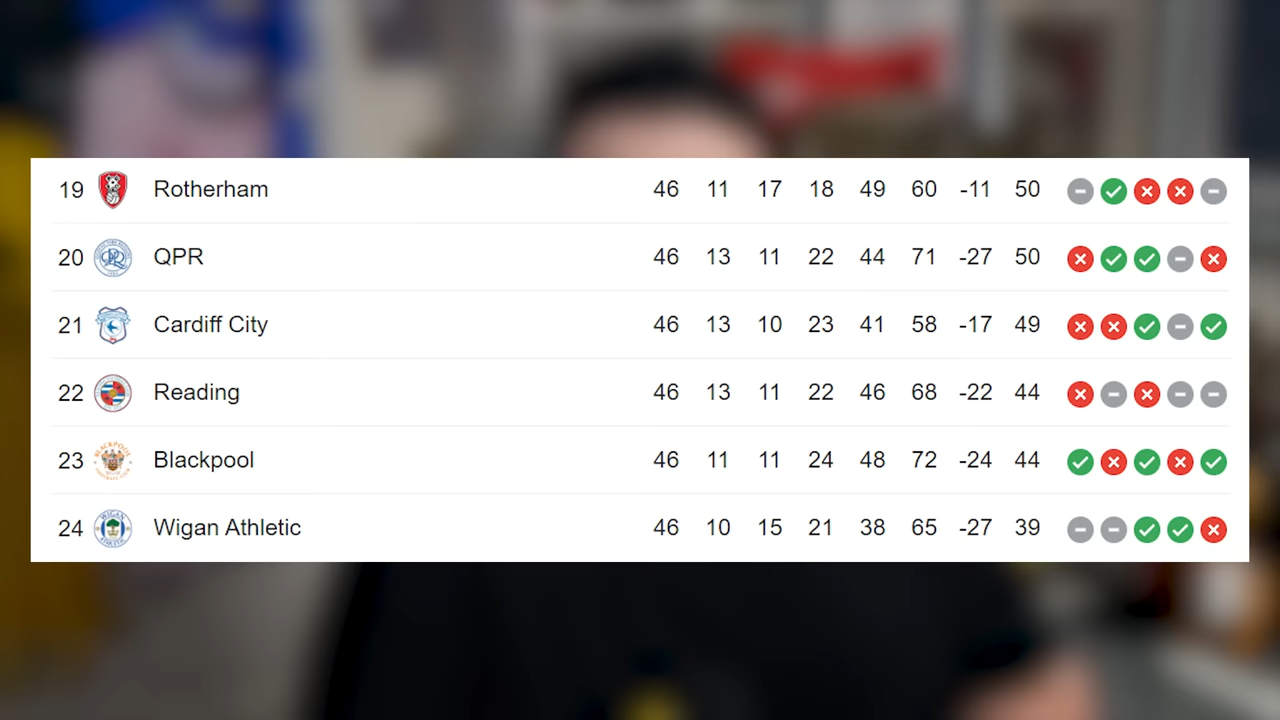 19 Rotherham 46 11 17 18 49 60 -11 50
20 QPR 46 13 11 22 44 71 -27 50
21 Cardiff City 46 13 10 23 41 58 -17 49
22 Reading 46 13 11 22 46 68 -22 44
23 Blackpool 46 11 11 24 48 72 -24 44
24 Wigan Athletic 46 10 15 21 38 65 -27 39